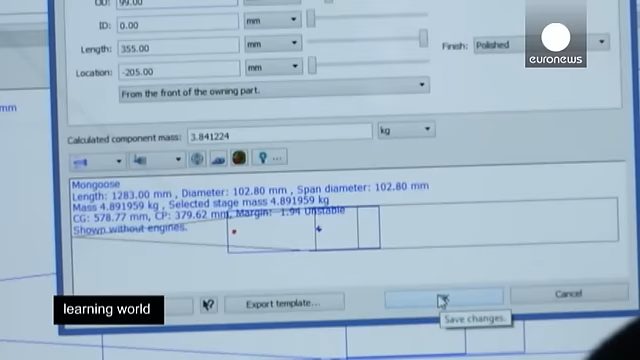 OD: 99.00
ID: 0.00 mm
Length: 355.00 mm
Location: -205.00 mm
From the front of the owning part.
Finish: Polished
euronews
mm
Calculated component mass: 3.841224 kg
...
Mongoose
Length: 1283.00 mm , Diameter: 102.80 mm , Span diameter: 102.80 mm
Mass 4.891959 kg , Selected stage mass 4.891959 kg
CG: 578.77 mm, CP: 379.62 mm, Margin: -1.94 Unstable
Shown without engines.
learning world
Export template...
Cancel
Save changes.